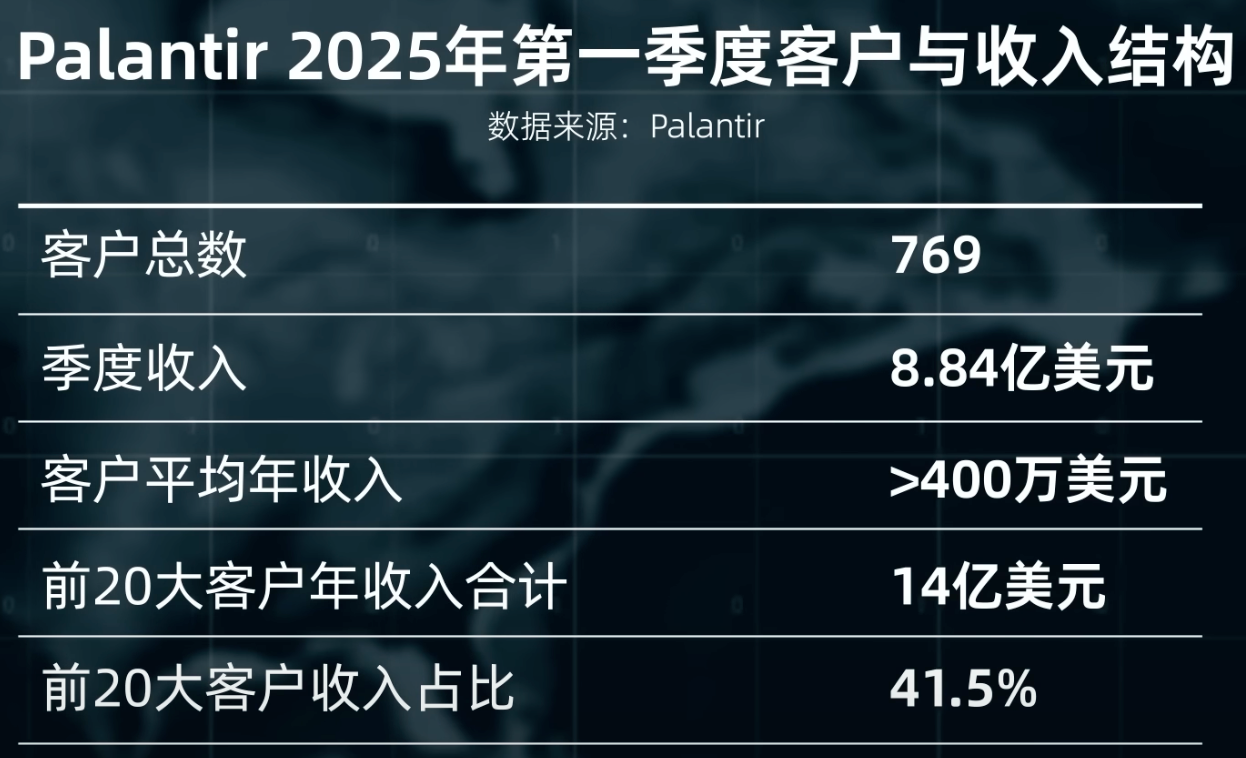 Palantir 2025年第一季度客户与收入结构
数据来源：Palantir
客户总数 769
季度收入 8.84亿美元
客户平均年收入 >400万美元
前20大客户年收入合计 14亿美元
前20大客户收入占比 41.5%